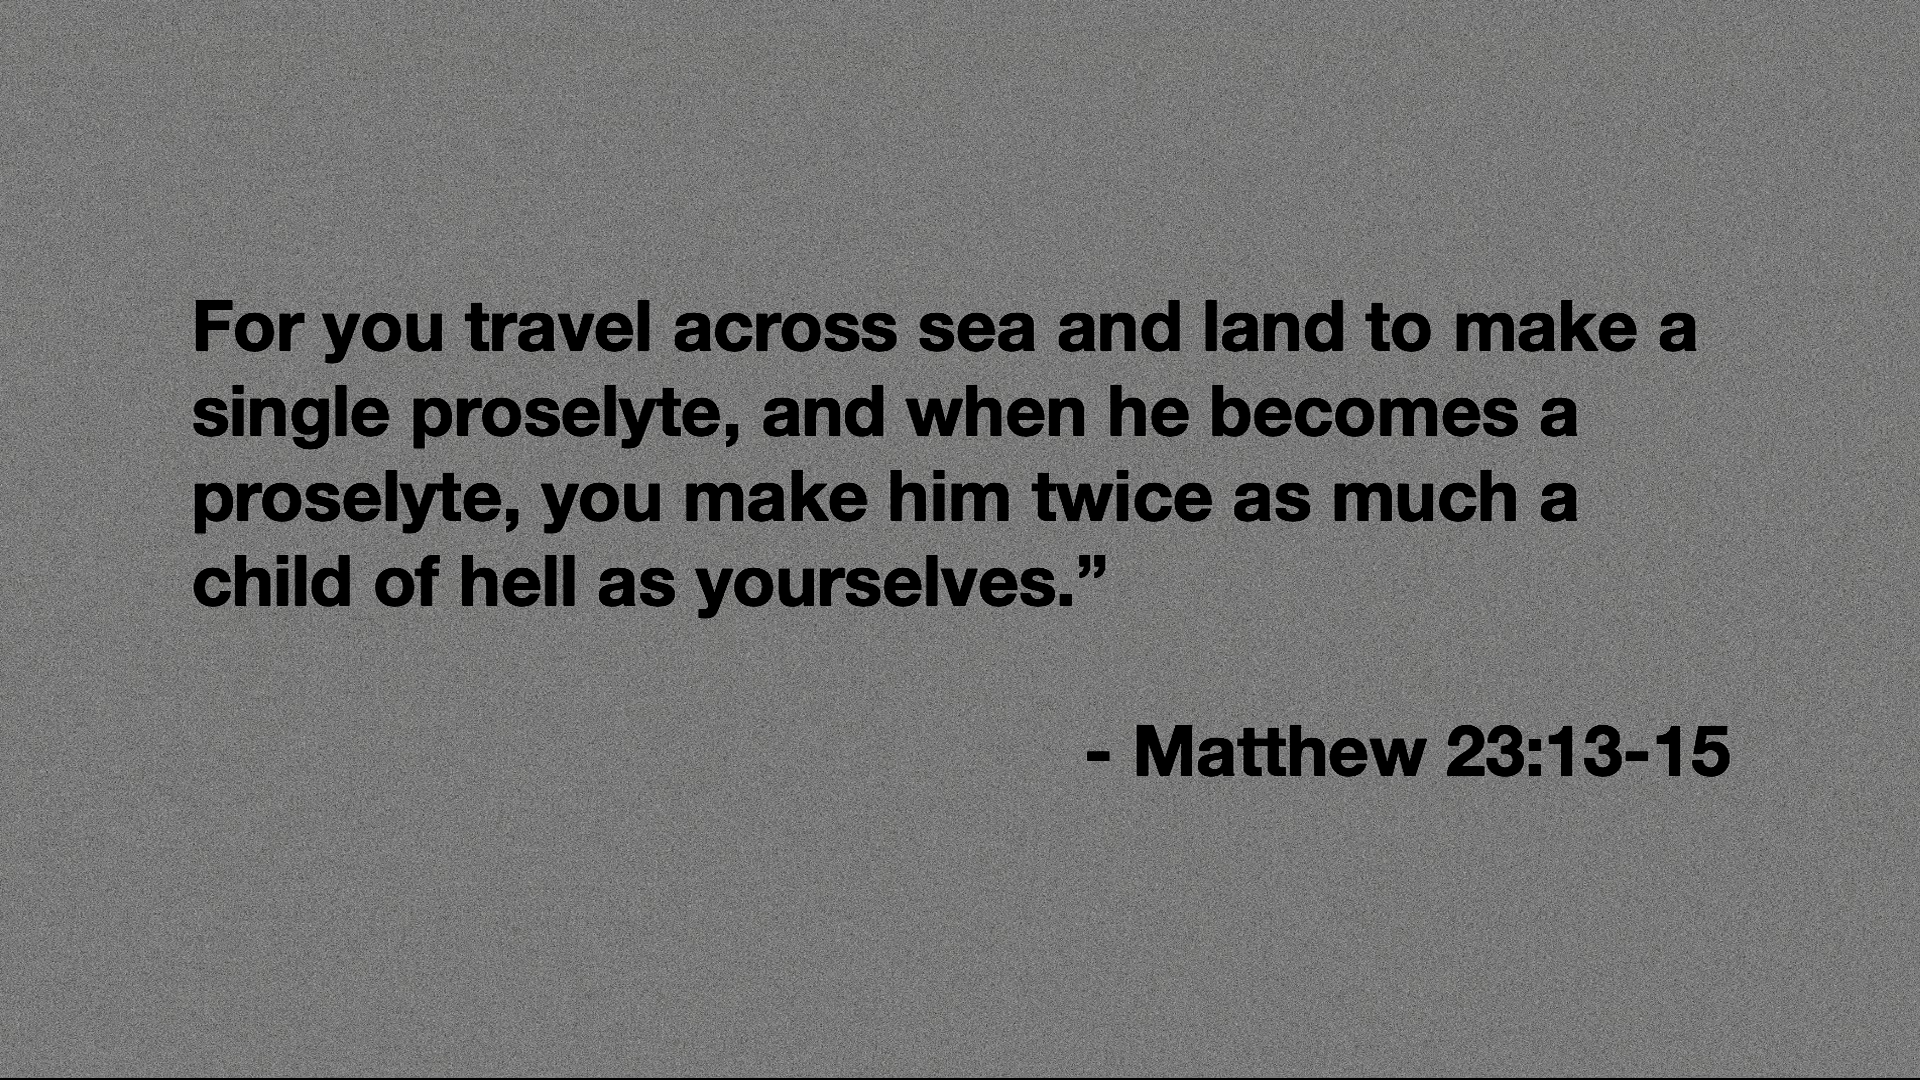 For you travel across sea and land to make a
single proselyte, and when he becomes a
proselyte, you make him twice as much a
child of hell as yourselves.”
- Matthew 23:13-15